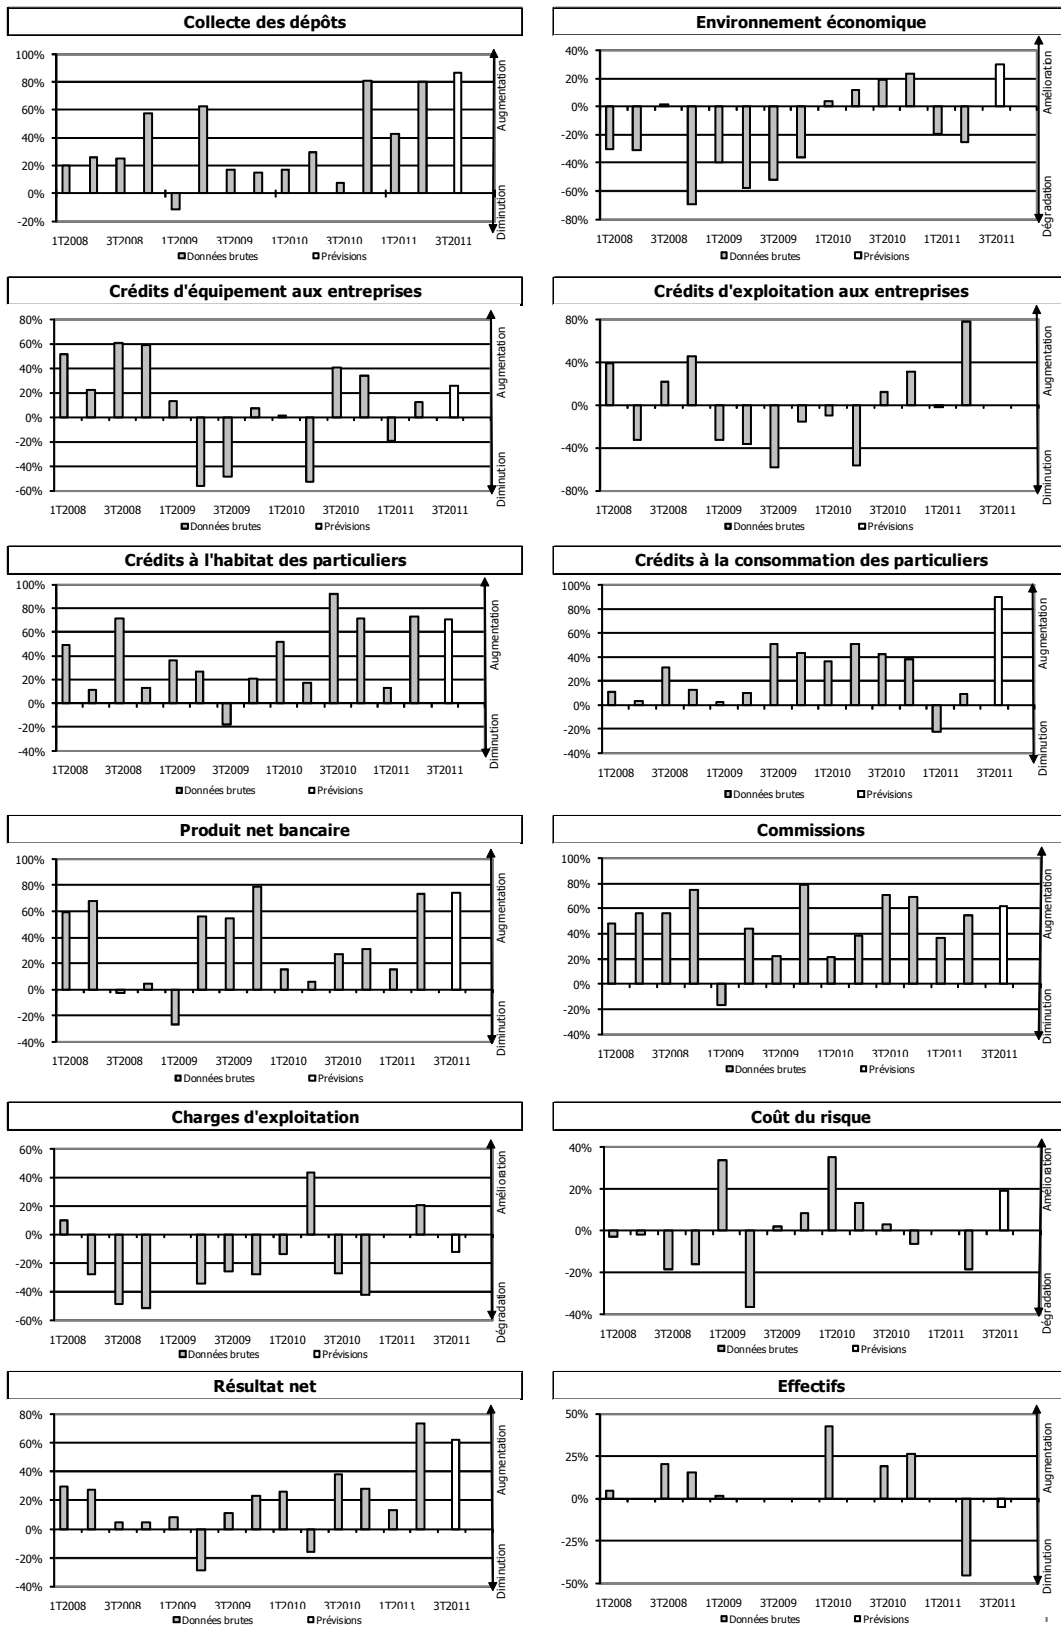 Collecte des dépôts
100%
80%
60%
40%
20%
0%
-20%
1T2008 3T2008 1T2009 3T2009 1T2010 3T2010 1T2011 3T2011
Données brutes Prévisions
Augmentation
Diminution
Environnement économique
40%
20%
0%
-20%
-40%
-60%
-80%
1T2008 3T2008 1T2009 3T2009 1T2010 3T2010 1T2011 3T2011
Données brutes Prévisions
Amélioration
Dégradation
Crédits d'équipement aux entreprises
80%
60%
40%
20%
0%
-20%
-40%
-60%
1T2008 3T2008 1T2009 3T2009 1T2010 3T2010 1T2011 3T2011
Données brutes Prévisions
Augmentation
Diminution
Crédits d'exploitation aux entreprises
80%
40%
0%
-40%
-80%
1T2008 3T2008 1T2009 3T2009 1T2010 3T2010 1T2011 3T2011
Données brutes Prévisions
Augmentation
Diminution
Crédits à l'habitat des particuliers
100%
80%
60%
40%
20%
0%
-20%
-40%
1T2008 3T2008 1T2009 3T2009 1T2010 3T2010 1T2011 3T2011
Données brutes Prévisions
Augmentation
Diminution
Crédits à la consommation des particuliers
100%
80%
60%
40%
20%
0%
-20%
-40%
1T2008 3T2008 1T2009 3T2009 1T2010 3T2010 1T2011 3T2011
Données brutes Prévisions
Augmentation
Diminution
Produit net bancaire
100%
80%
60%
40%
20%
0%
-20%
-40%
1T2008 3T2008 1T2009 3T2009 1T2010 3T2010 1T2011 3T2011
Données brutes Prévisions
Augmentation
Diminution
Commissions
100%
80%
60%
40%
20%
0%
-20%
-40%
1T2008 3T2008 1T2009 3T2009 1T2010 3T2010 1T2011 3T2011
Données brutes Prévisions
Augmentation
Diminution
Charges d'exploitation
60%
40%
20%
0%
-20%
-40%
-60%
1T2008 3T2008 1T2009 3T2009 1T2010 3T2010 1T2011 3T2011
Données brutes Prévisions
Amélioration
Dégradation
Coût du risque
40%
20%
0%
-20%
-40%
1T2008 3T2008 1T2009 3T2009 1T2010 3T2010 1T2011 3T2011
Données brutes Prévisions
Amélioration
Dégradation
Résultat net
80%
60%
40%
20%
0%
-20%
-40%
1T2008 3T2008 1T2009 3T2009 1T2010 3T2010 1T2011 3T2011
Données brutes Prévisions
Augmentation
Diminution
Effectifs
50%
25%
0%
-25%
-50%
1T2008 3T2008 1T2009 3T2009 1T2010 3T2010 1T2011 3T2011
Données brutes Prévisions
Augmentation
Diminution